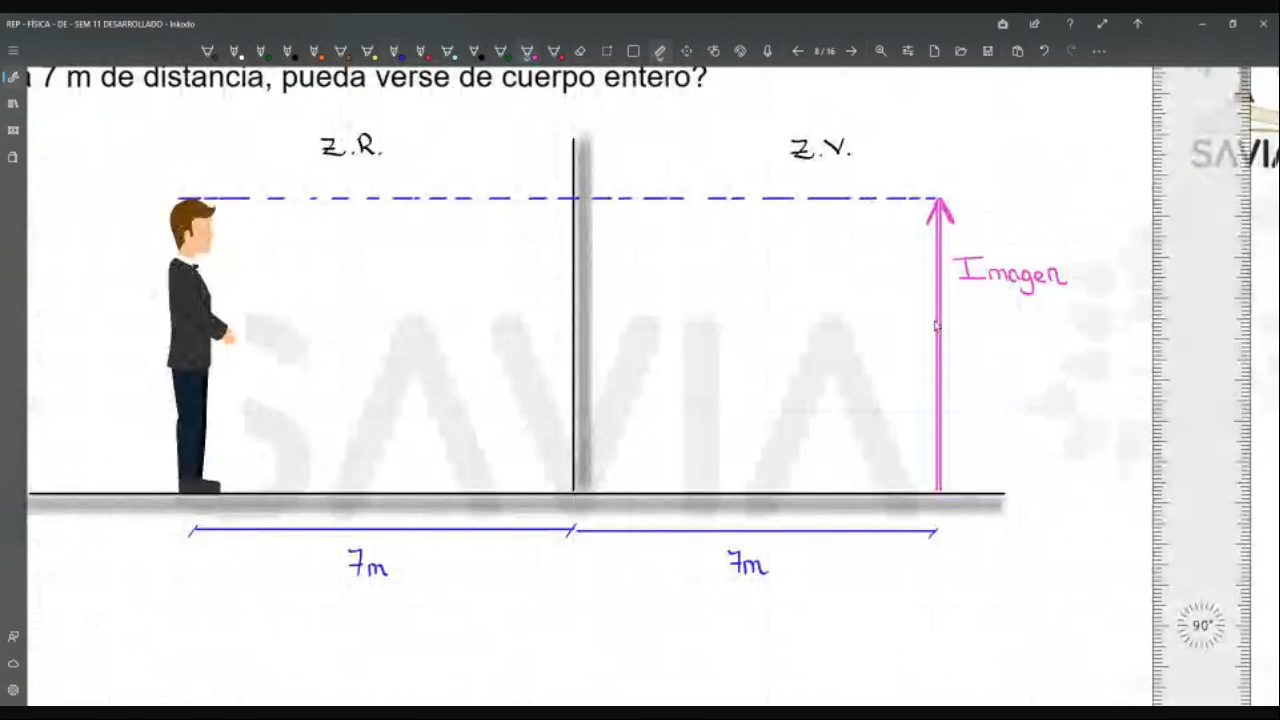 REP - FÍSICA - DE - SEM 11 DESARROLLADO - Inkodo
8/16
a 7 m de distancia, pueda verse de cuerpo entero?
Z.R.
Z.V.
SAVIA
Imagen
SAVIA
7m
7m
90°